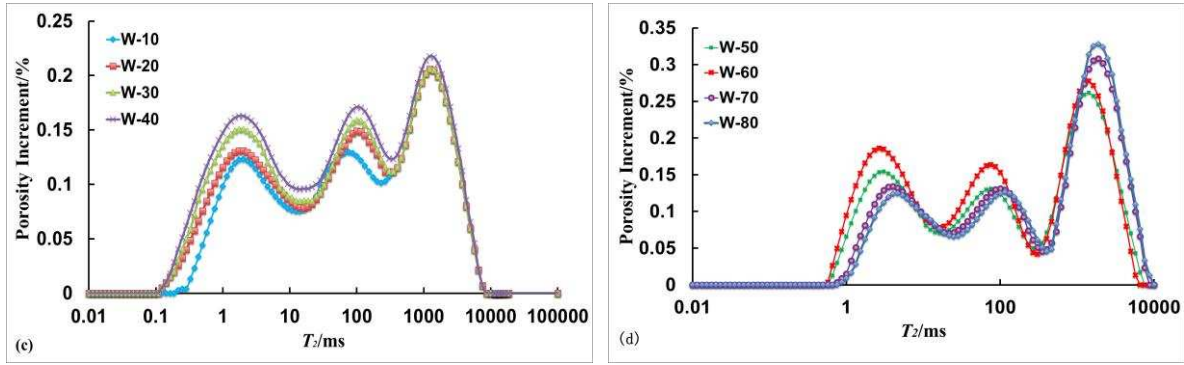 Porosity Increment/%
0.25
0.2
0.15
0.1
0.05
0
W-10
W-20
W-30
W-40
0.01 0.1 1 10 100 1000 10000 100000
T₂/ms
(c)
Porosity Increment/%
0.35
0.3
0.25
0.2
0.15
0.1
0.05
0
W-50
W-60
W-70
W-80
0.01 1 100 10000
T₂/ms
(d)